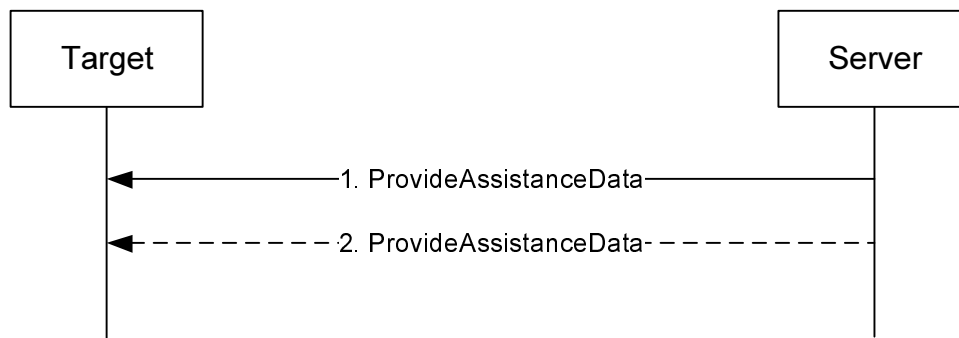 Target
Server
1. ProvideAssistanceData
2. ProvideAssistanceData